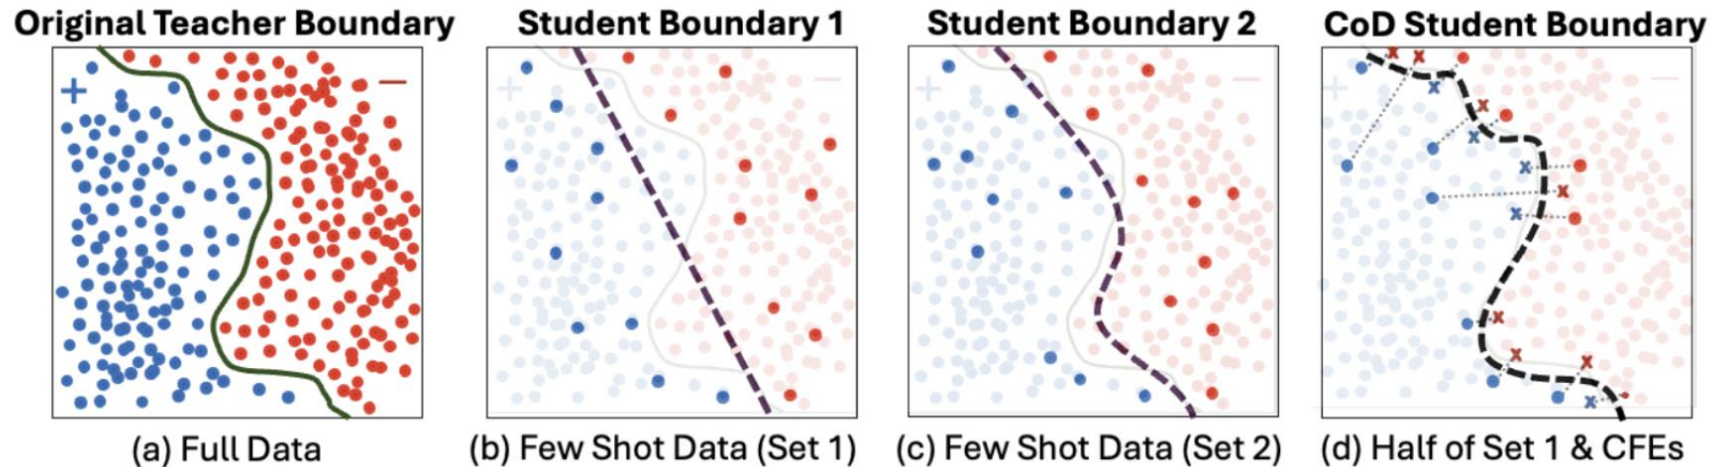 Original Teacher Boundary
Student Boundary 1
Student Boundary 2
CoD Student Boundary
+
−
(a) Full Data
(b) Few Shot Data (Set 1)
(c) Few Shot Data (Set 2)
(d) Half of Set 1 & CFEs